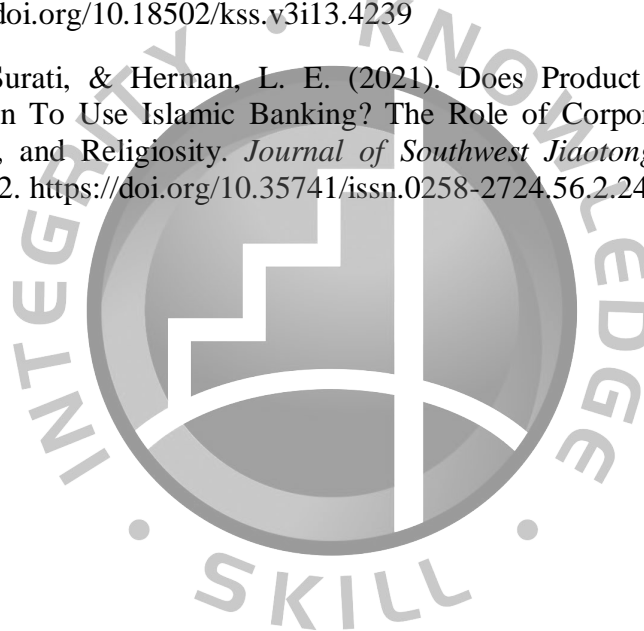 doi.org/10.18502/kss.v3i13.4239
Surati, & Herman, L. E. (2021). Does Product
n To Use Islamic Banking? The Role of Corpor
, and Religiosity. Journal of Southwest Jiaotong
2. https://doi.org/10.35741/issn.0258-2724.56.2.24
INTEGRITY • KNOWLEDGE • SKILL •